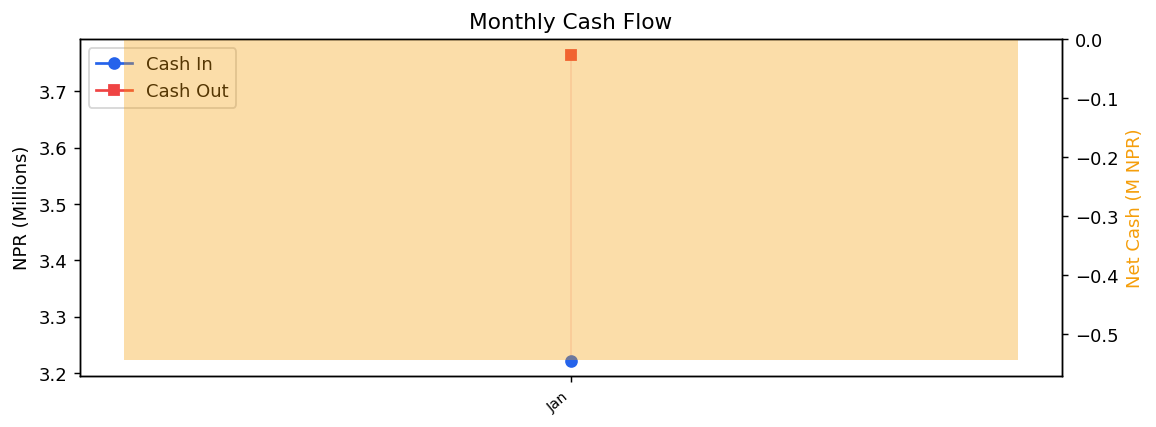 Monthly Cash Flow
Cash In
Cash Out
NPR (Millions)
3.7
3.6
3.5
3.4
3.3
3.2
0.0
−0.1
−0.2
−0.3
−0.4
−0.5
Net Cash (M NPR)
Jan